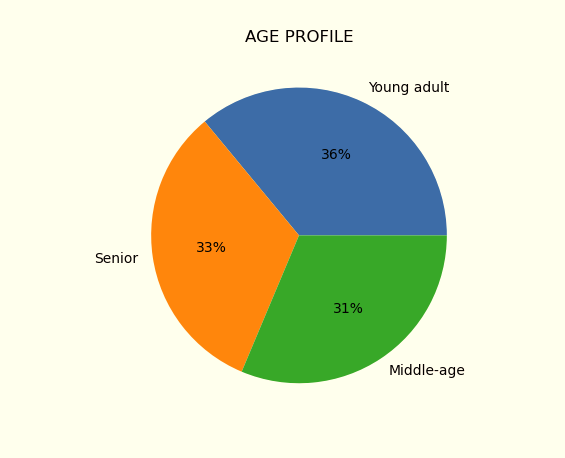 AGE PROFILE
Young adult
36%
33%
Senior
31%
Middle-age